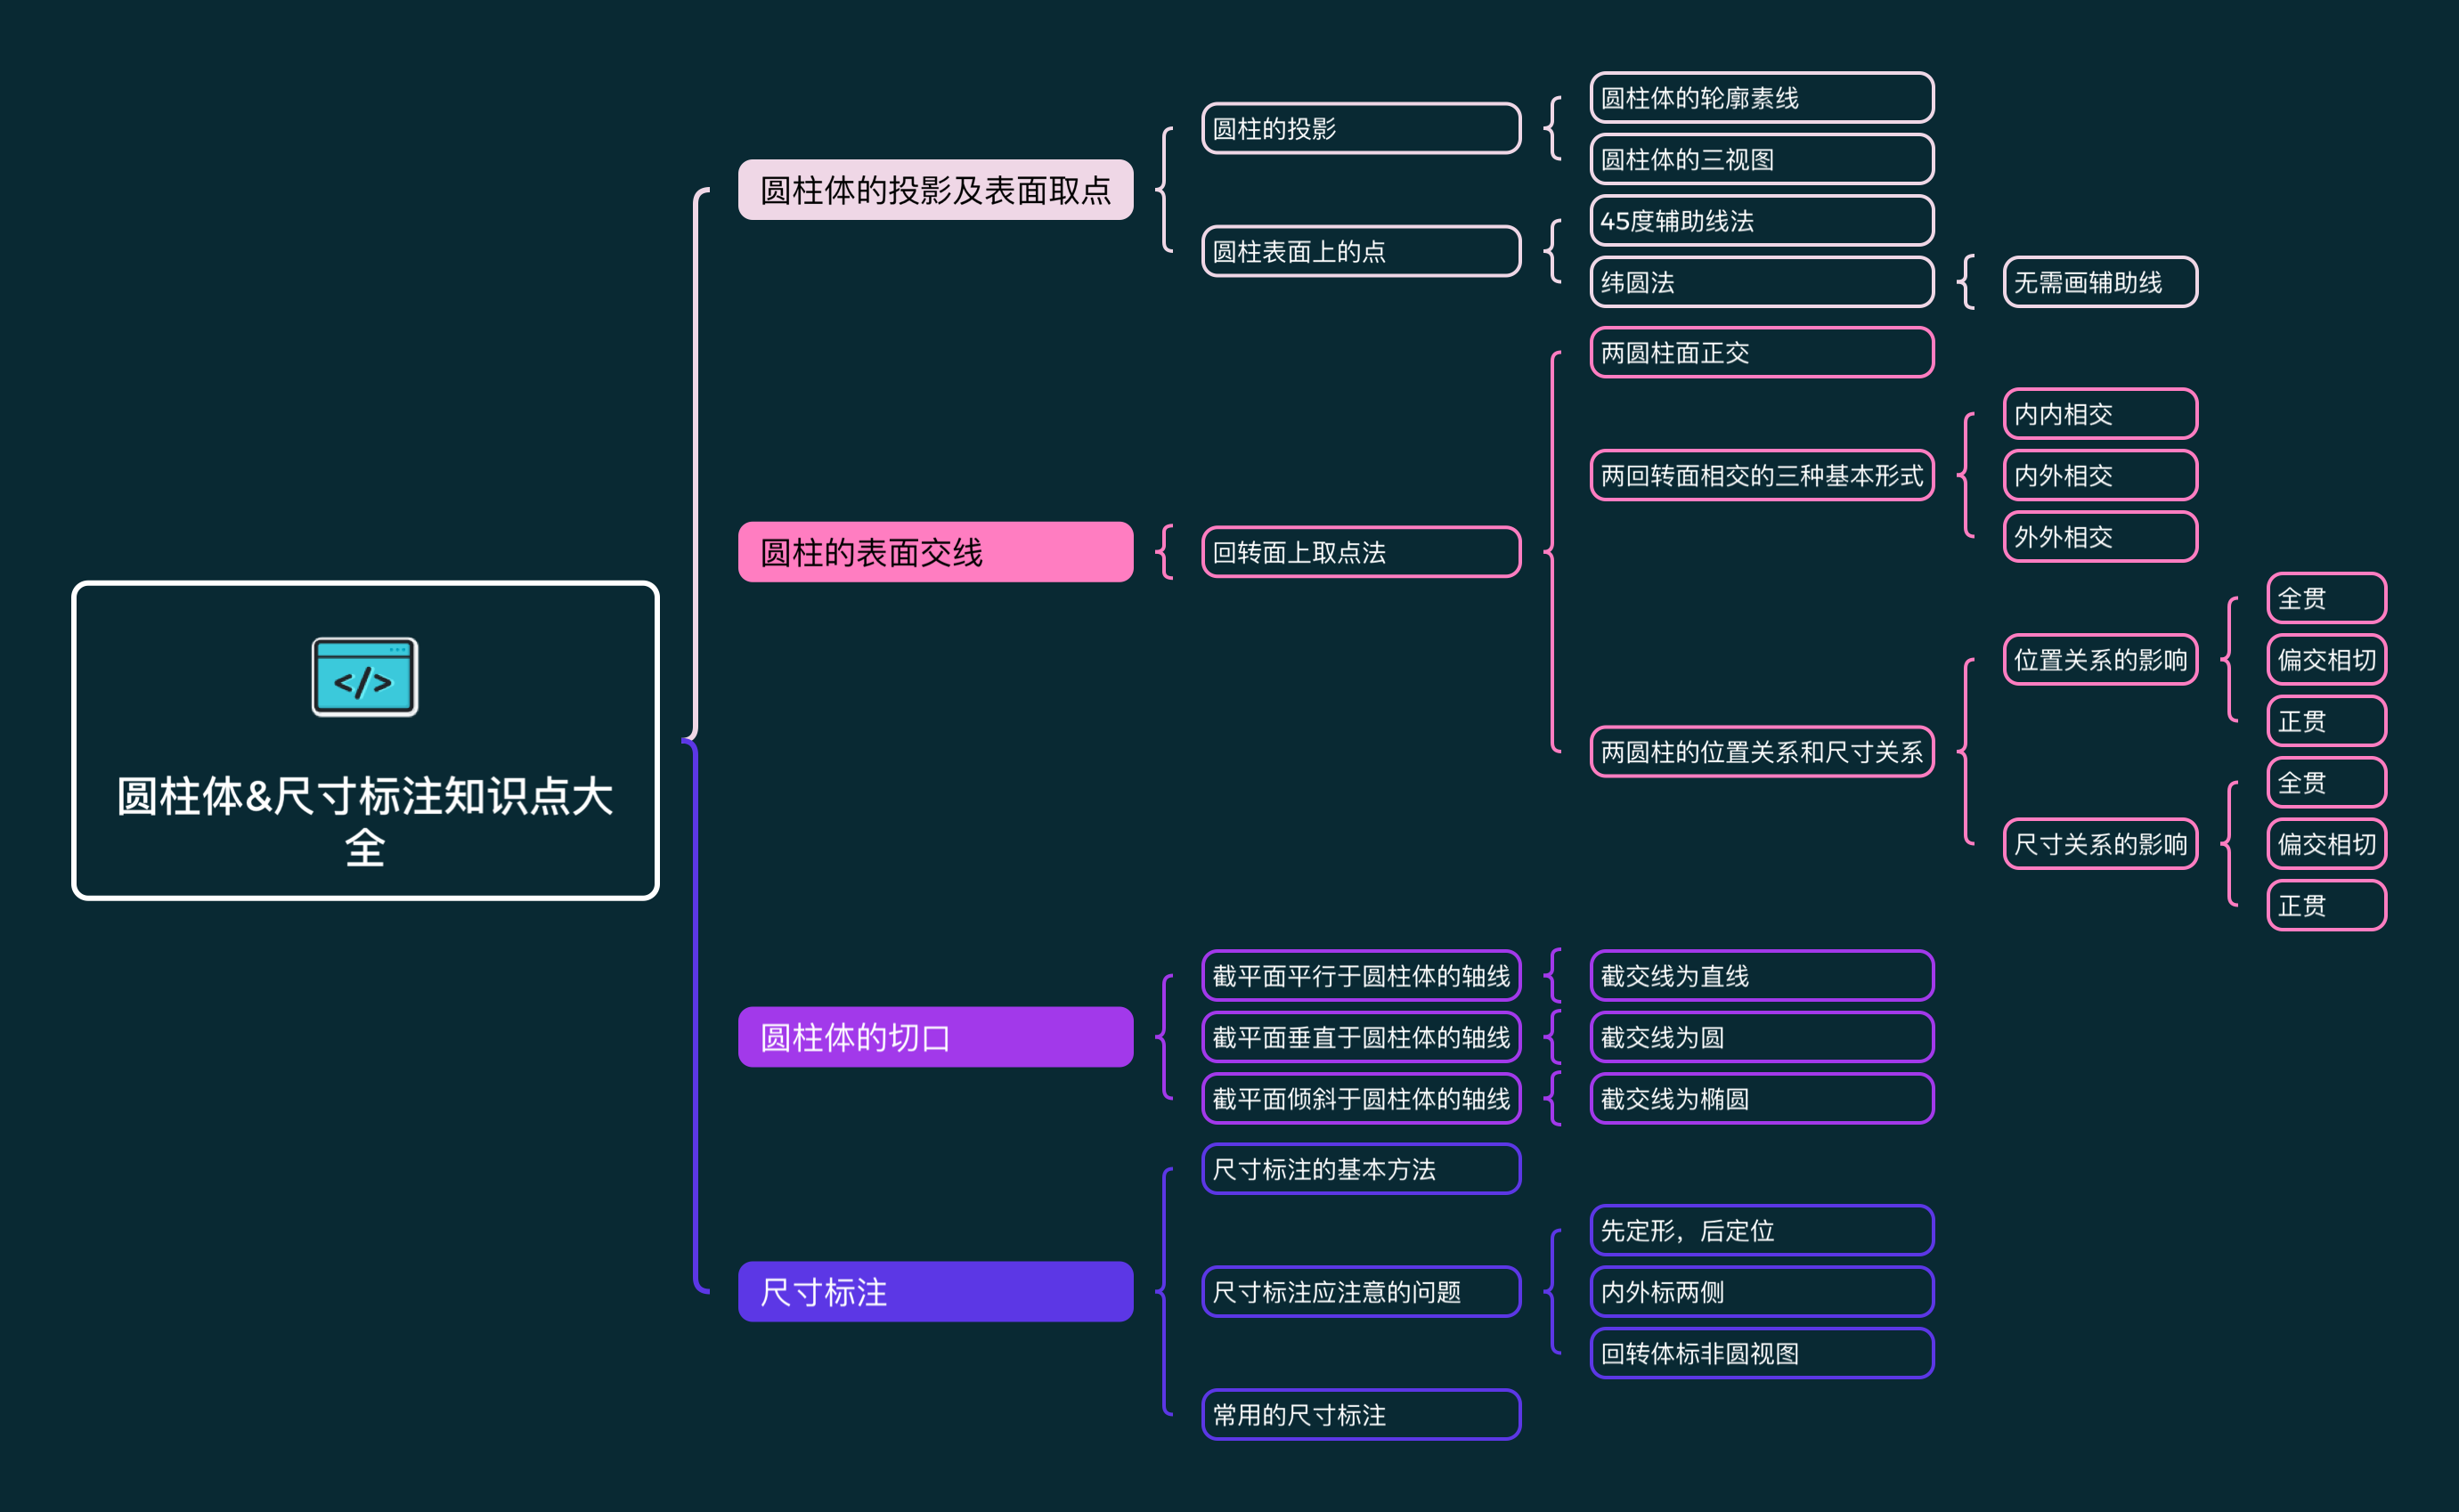 圆柱体&尺寸标注知识点大
全
</>
圆柱体的投影及表面取点
圆柱的投影
圆柱体的轮廓素线
圆柱体的三视图
圆柱表面上的点
45度辅助线法
纬圆法
无需画辅助线
圆柱的表面交线
回转面上取点法
两圆柱面正交
两回转面相交的三种基本形式
内内相交
内外相交
外外相交
两圆柱的位置关系和尺寸关系
位置关系的影响
全贯
偏交相切
正贯
尺寸关系的影响
全贯
偏交相切
正贯
圆柱体的切口
截平面平行于圆柱体的轴线
截交线为直线
截平面垂直于圆柱体的轴线
截交线为圆
截平面倾斜于圆柱体的轴线
截交线为椭圆
尺寸标注
尺寸标注的基本方法
尺寸标注应注意的问题
先定形，后定位
内外标两侧
回转体标非圆视图
常用的尺寸标注